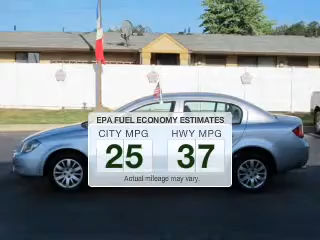 EPA FUEL ECONOMY ESTIMATES
CITY MPG HWY MPG
25 37
Actual mileage may vary.